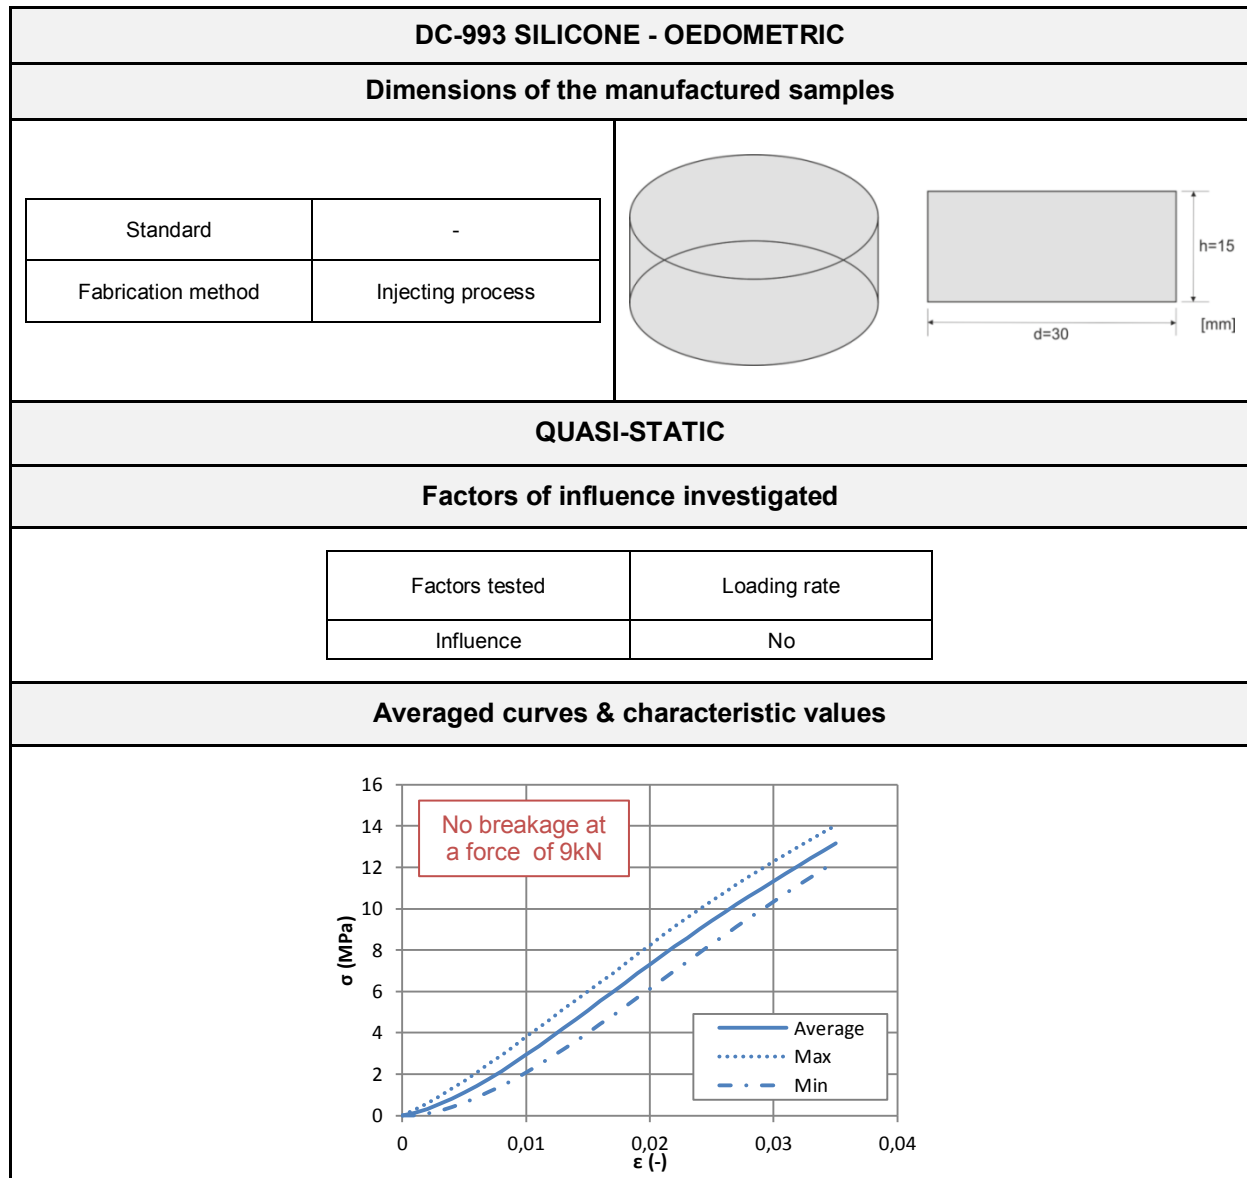 DC-993 SILICONE - OEDOMETRIC
Dimensions of the manufactured samples
Standard
-
Fabrication method
Injecting process
h=15
[mm]
d=30
QUASI-STATIC
Factors of influence investigated
Factors tested
Loading rate
Influence
No
Averaged curves & characteristic values
16
14
12
10
8
6
4
2
0
σ (MPa)
No breakage at
a force of 9kN
Average
Max
Min
0
0,01
0,02
0,03
0,04
ε (-)